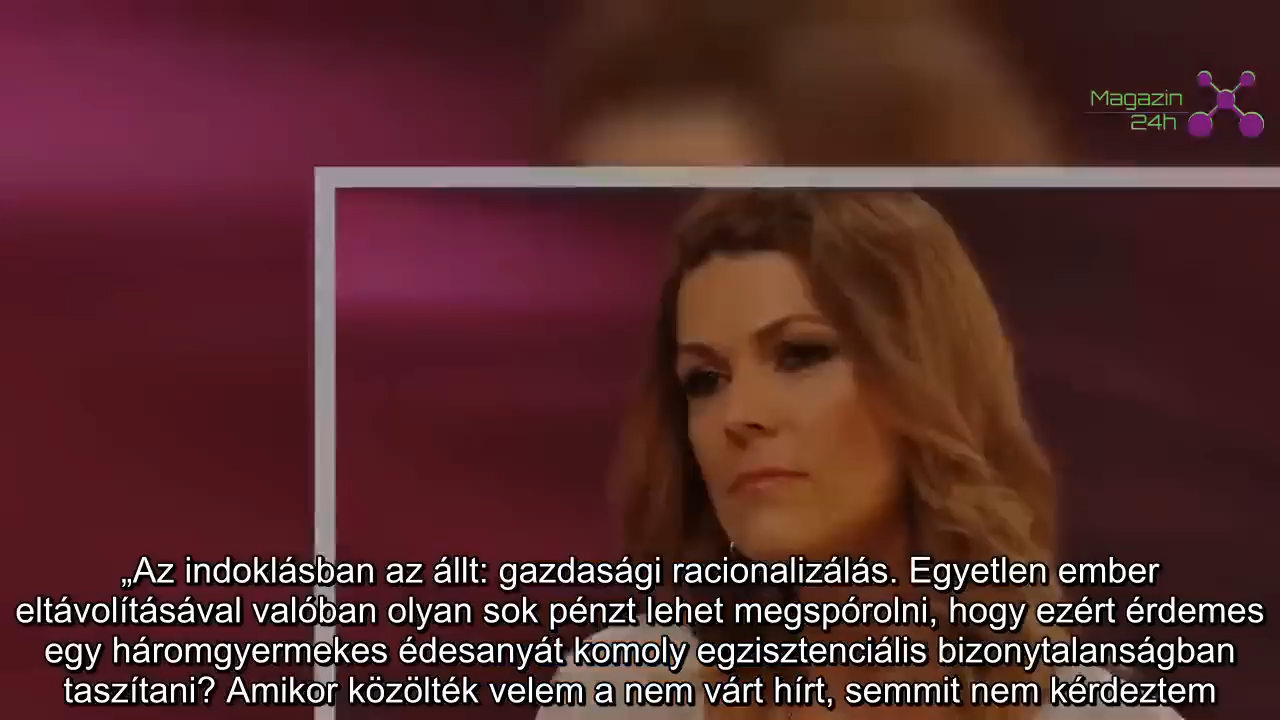 Magazin
24h
„Az indoklásban az állt: gazdasági racionalizálás. Egyetlen ember
eltávolításával valóban olyan sok pénzt lehet megspórolni, hogy ezért érdemes
egy háromgyermekes édesanyát komoly egzisztenciális bizonytalanságban
taszítani? Amikor közölték velem a nem várt hírt, semmit nem kérdeztem